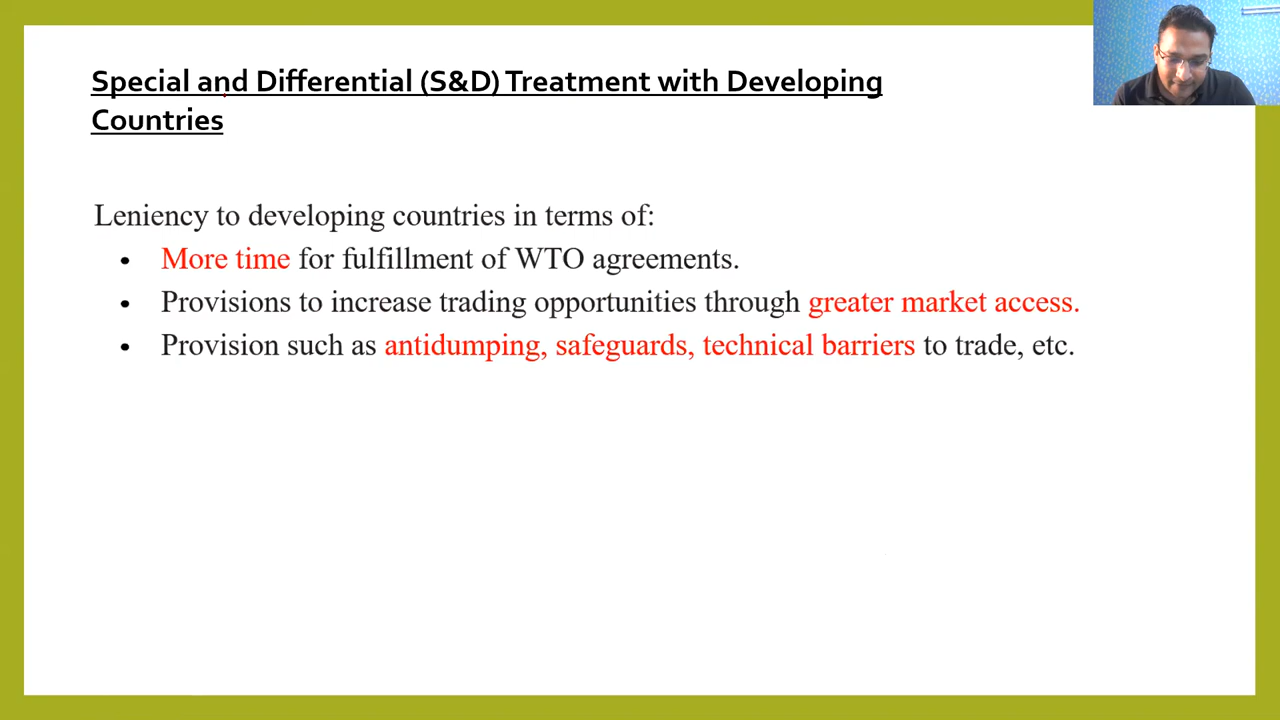 Special and Differential (S&D) Treatment with Developing
Countries
Leniency to developing countries in terms of:
• More time for fulfillment of WTO agreements.
• Provisions to increase trading opportunities through greater market access.
• Provision such as antidumping, safeguards, technical barriers to trade, etc.